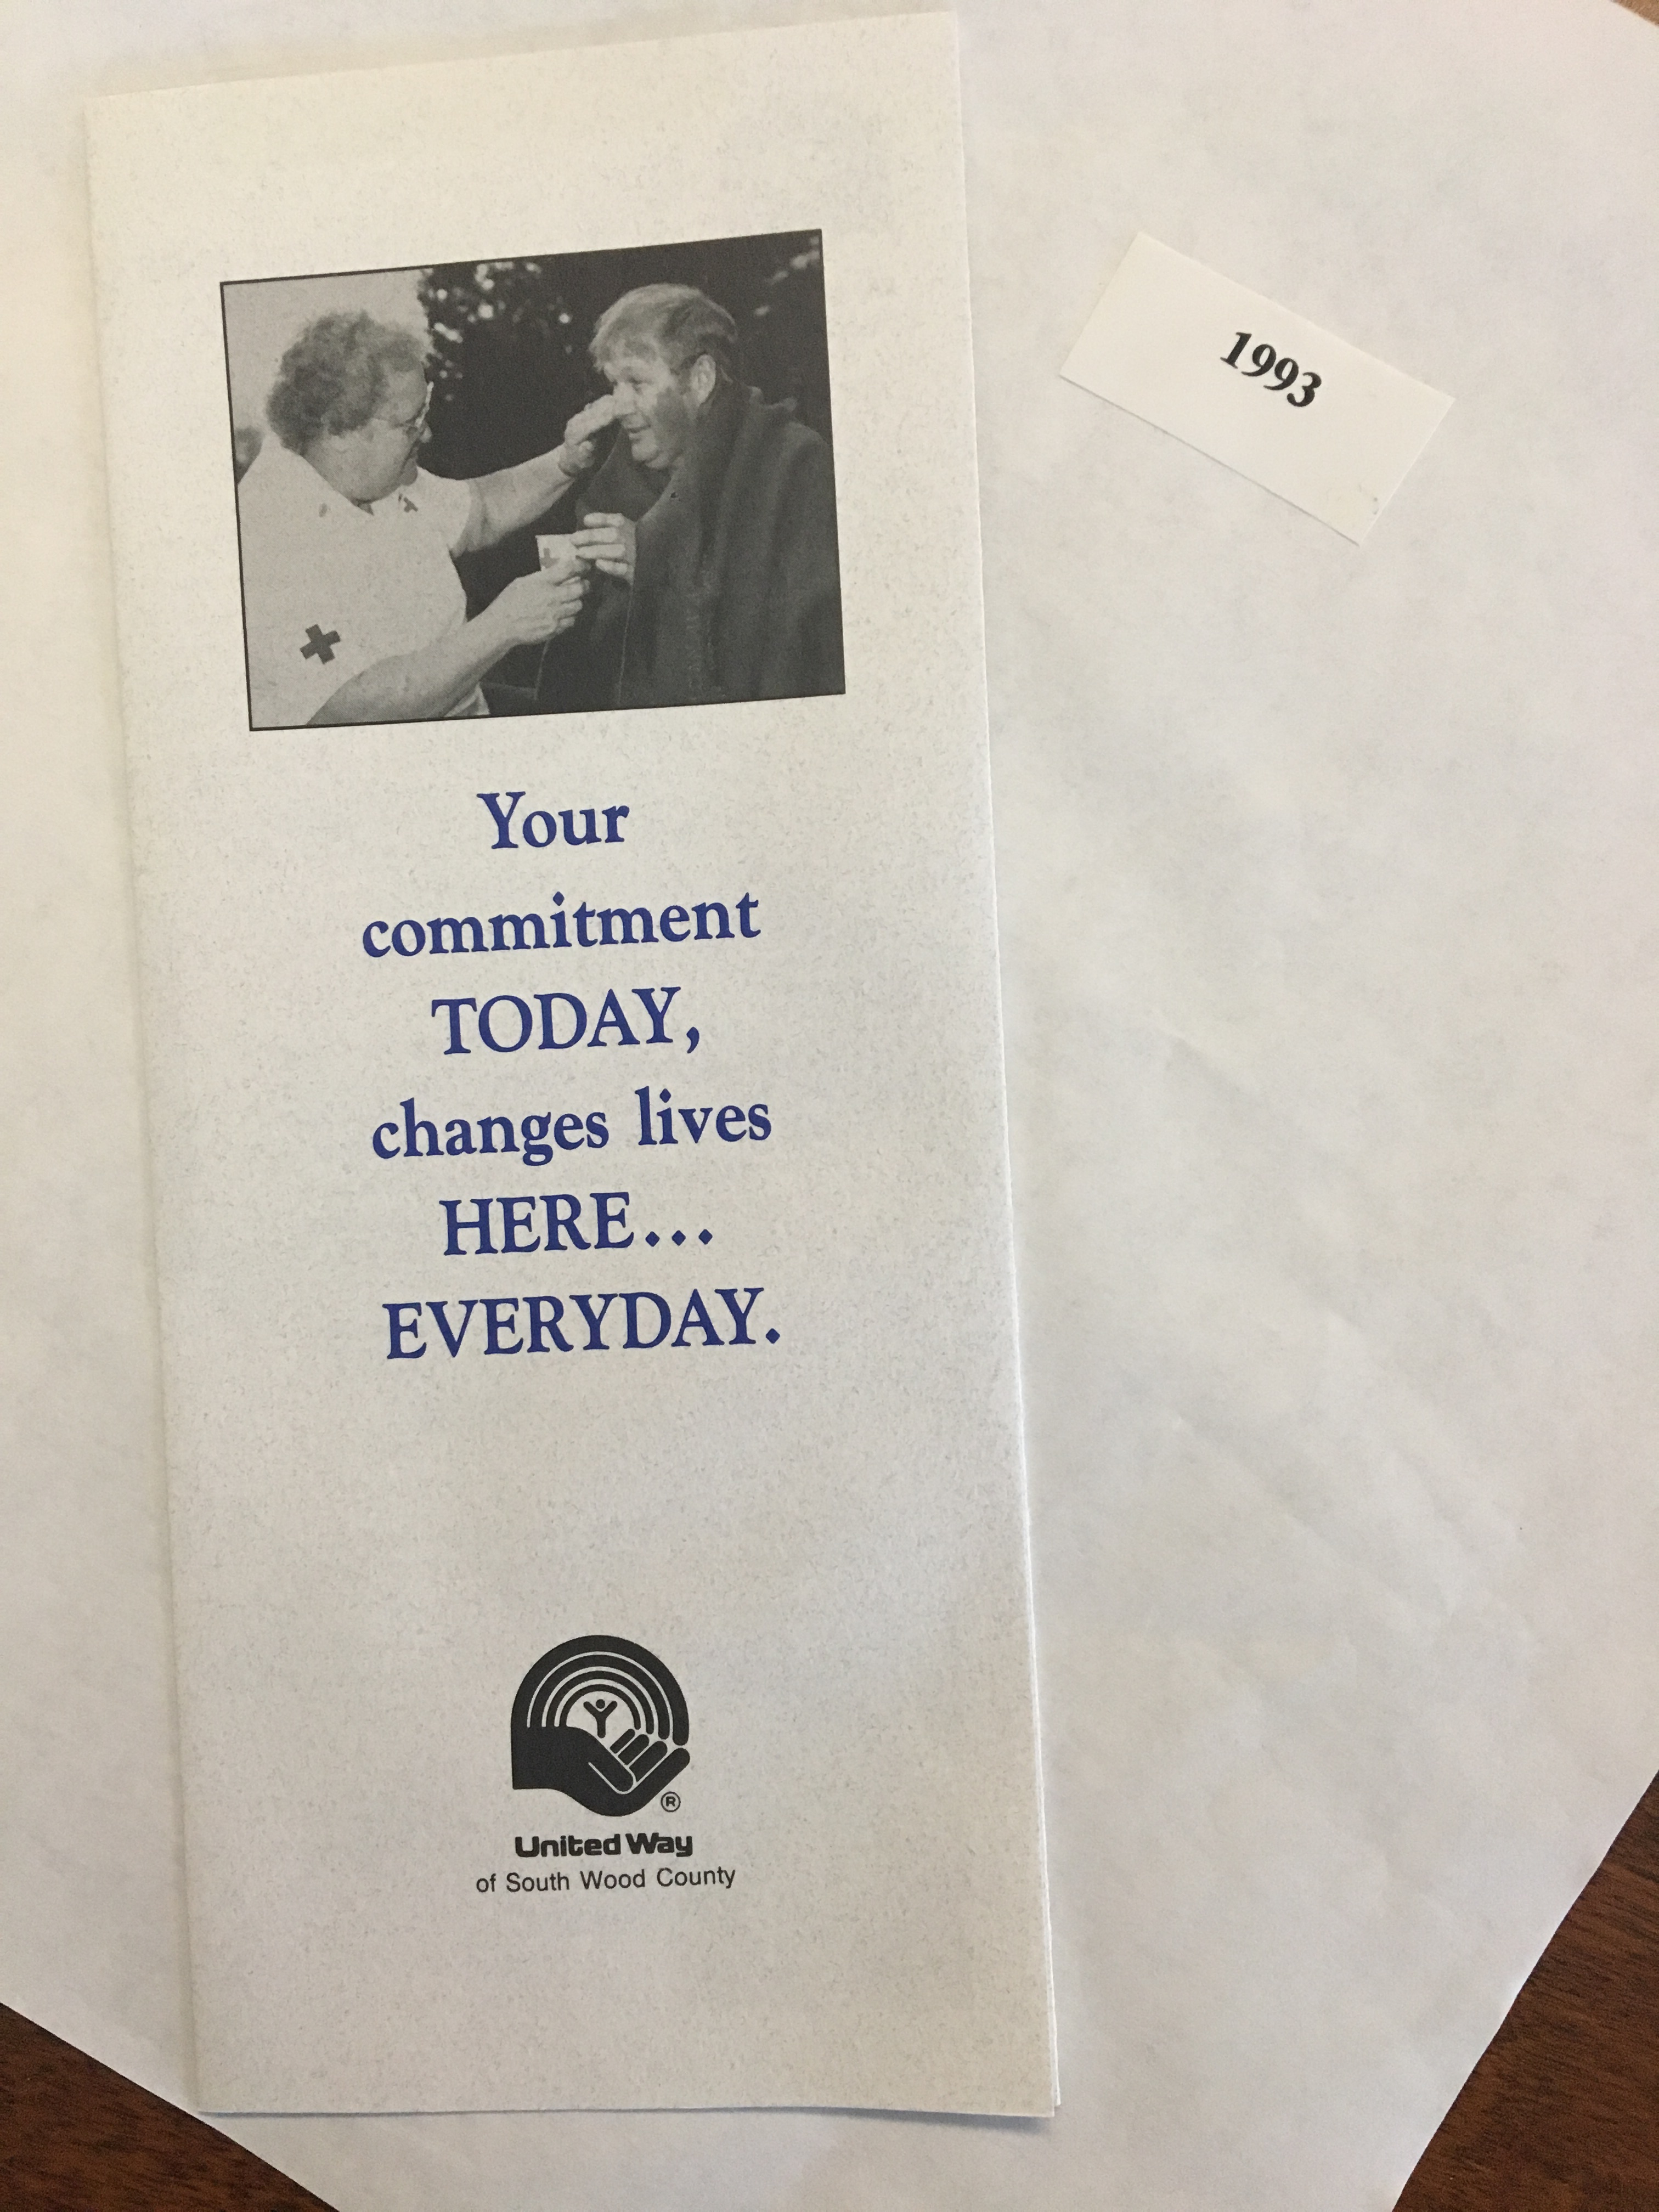 1993
Your
commitment
TODAY,
changes lives
HERE...
EVERYDAY.
®
United Way
of South Wood County